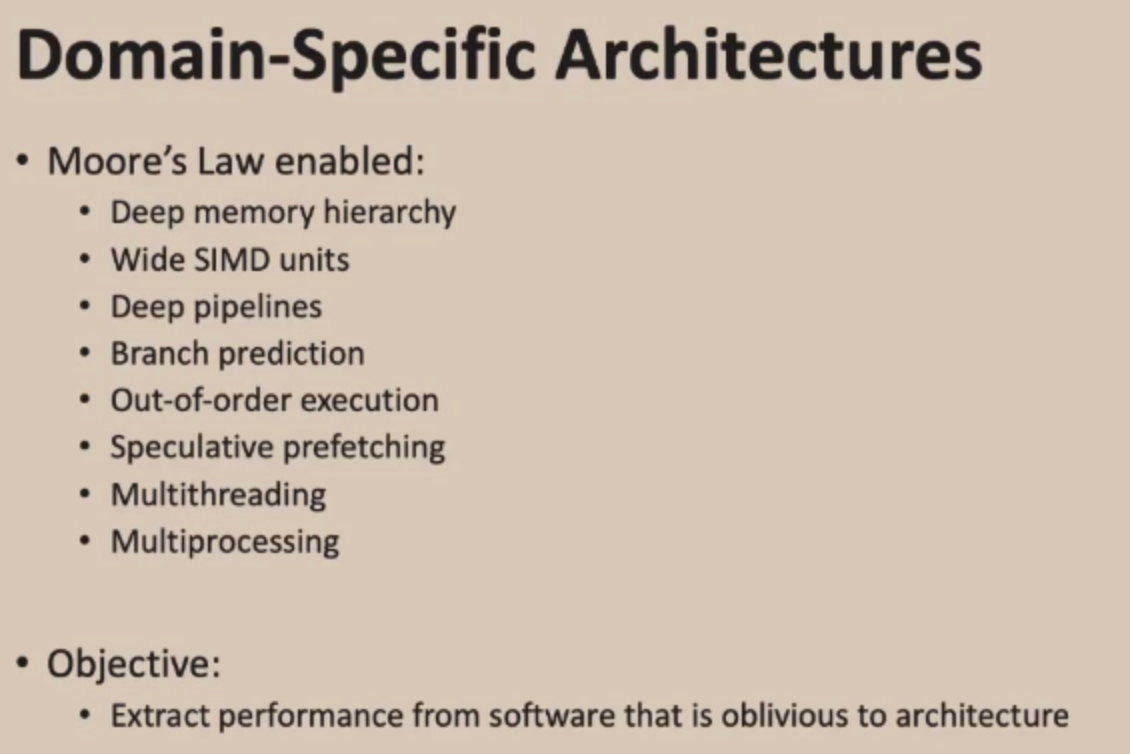 Domain-Specific Architectures
• Moore’s Law enabled:
• Deep memory hierarchy
• Wide SIMD units
• Deep pipelines
• Branch prediction
• Out-of-order execution
• Speculative prefetching
• Multithreading
• Multiprocessing
• Objective:
• Extract performance from software that is oblivious to architecture